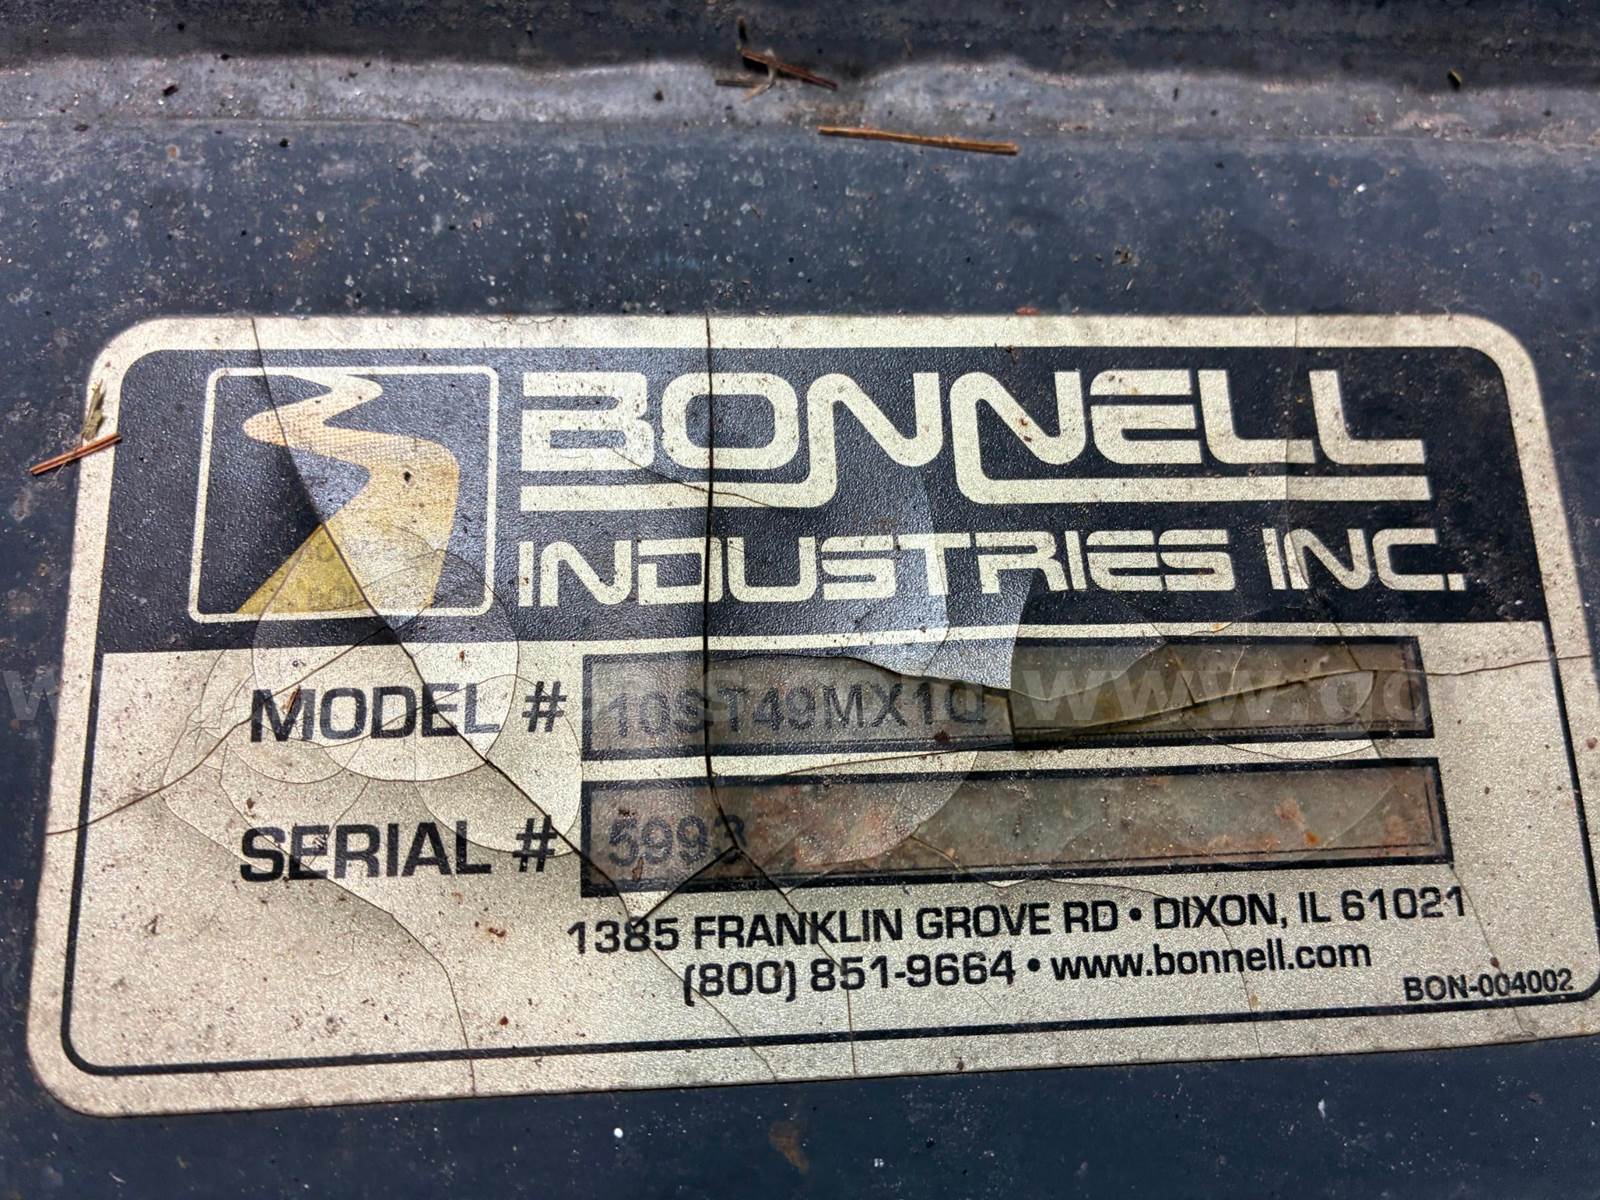 BONNELL
INDUSTRIES INC.
MODEL # 10ST49MX1Q
SERIAL # 5993
1385 FRANKLIN GROVE RD • DIXON, IL 61021
(800) 851-9664 • www.bonnell.com
BON-004002